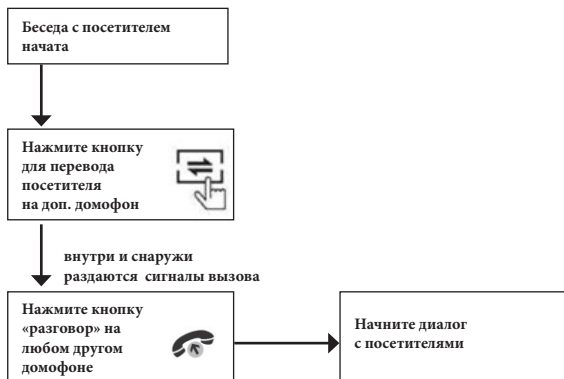 Беседа с посетителем
начата
Нажмите кнопку
для перевода
посетителя
на доп. домофон
внутри и снаружи
раздаются сигналы вызова
Нажмите кнопку
«разговор» на
любом другом
домофоне
Начните диалог
с посетителями